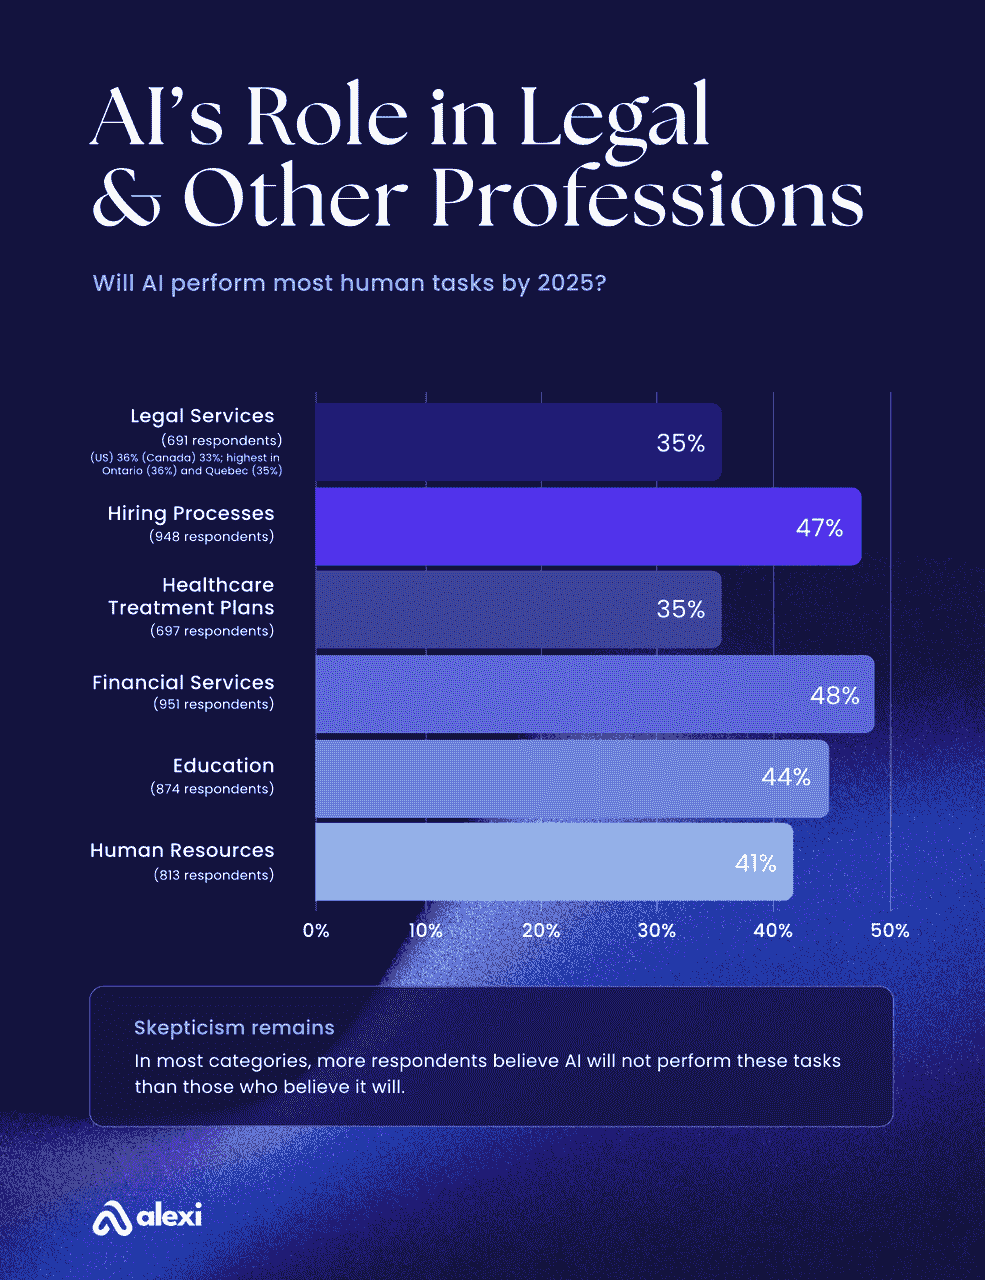 AI’s Role in Legal
& Other Professions
Will AI perform most human tasks by 2025?
Legal Services
(691 respondents)
(US) 36% (Canada) 33%; highest in
Ontario (36%) and Quebec (35%)
35%
Hiring Processes
(948 respondents)
47%
Healthcare
Treatment Plans
(697 respondents)
35%
Financial Services
(951 respondents)
48%
Education
(874 respondents)
44%
Human Resources
(813 respondents)
41%
0% 10% 20% 30% 40% 50%
Skepticism remains
In most categories, more respondents believe AI will not perform these tasks
than those who believe it will.
alexi